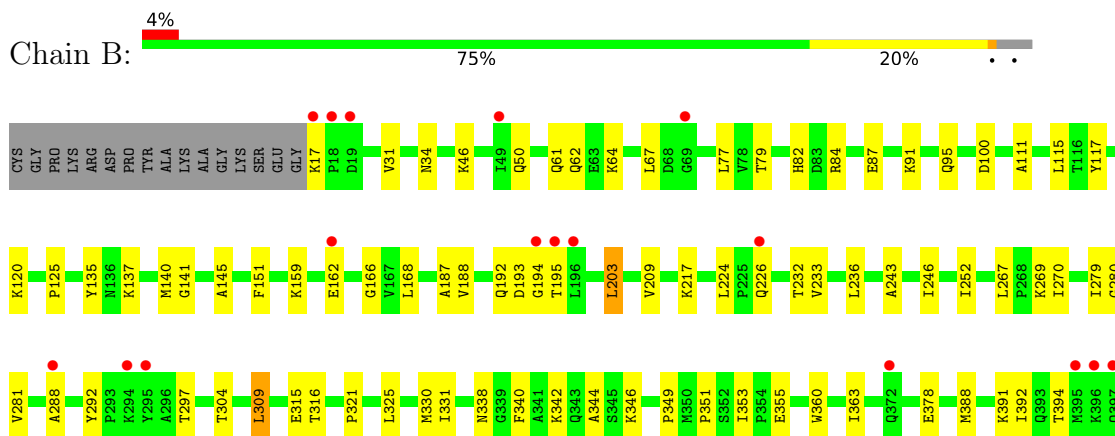 4%
Chain B:
75% 20% • •
CYS GLY PRO LYS ARG ASP PRO TYR ALA LYS ALA GLY LYS SER GLU GLY K17 P18 D19 V31 N34 K46 I49 Q50 Q61 Q62 E63 K64 L67 D68 G69 L77 V78 T79 H82 D83 R84 E87 K91 Q95 D100 A111 L115 T116 Y117
K120 P125 Y135 N136 K137 M140 G141 A145 F151 K159 E162 G166 V167 L168 A187 V188 Q192 D193 G194 T195 L196 L203 V209 K217 L224 P225 Q226 T232 V233 L236 A243 I246 I252 L267 P268 K269 I270 I279
V281 A288 Y292 P293 K294 Y295 A296 T297 T304 L309 E315 T316 P321 L325 M330 I331 N338 G339 F340 A341 K342 Q343 A344 S345 K346 P349 M350 P351 S352 I353 P354 E355 W360 I363 Q372 E378 M388 K391 I392 Q393 T394 M395 K396